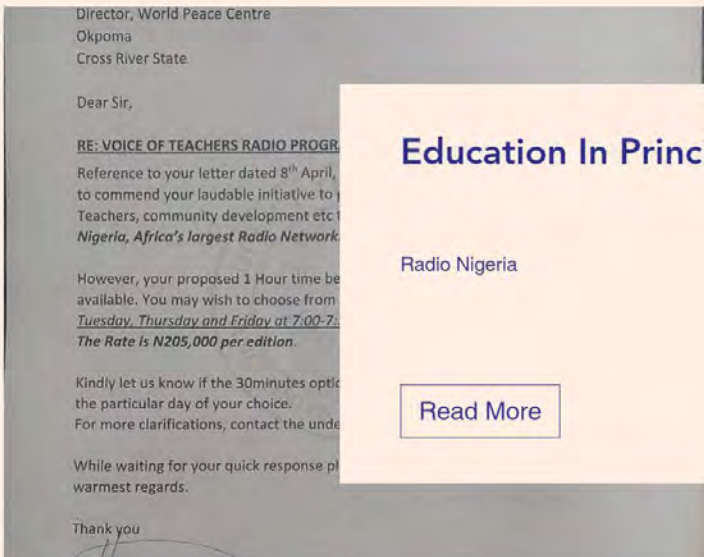 Director, World Peace Centre
Okpoma
Cross River State
Dear Sir,
RE: VOICE OF TEACHERS RADIO PROGR
Reference to your letter dated 8th April,
to commend your laudable initiative to
Teachers, community development etc
Nigeria, Africa's largest Radio Network
However, your proposed 1 Hour time be
available. You may wish to choose from
Tuesday, Thursday and Friday at 7:00-7:
The Rate is N205,000 per edition.
Kindly let us know if the 30minutes optio
the particular day of your choice.
For more clarifications, contact the unde
While waiting for your quick response pl
warmest regards.
Thank you
Education In Princ
Radio Nigeria
Read More